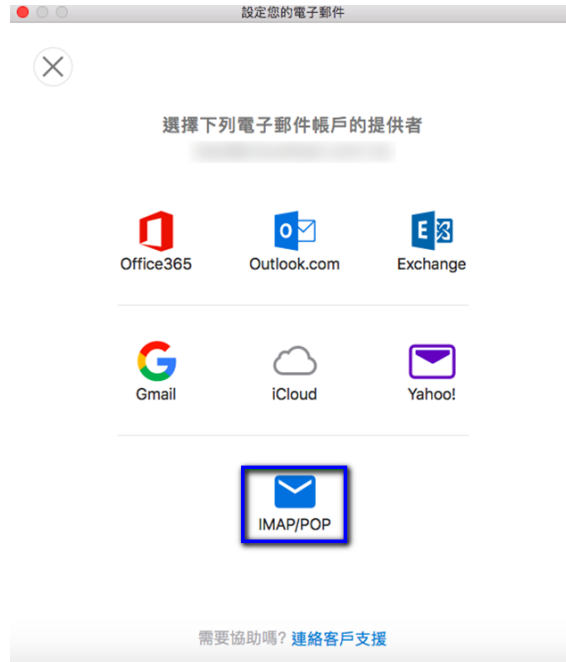 設定您的電子郵件
選擇下列電子郵件帳戶的提供者
Office365
Outlook.com
Exchange
Gmail
iCloud
Yahoo!
IMAP/POP
需要協助嗎? 連絡客戶支援